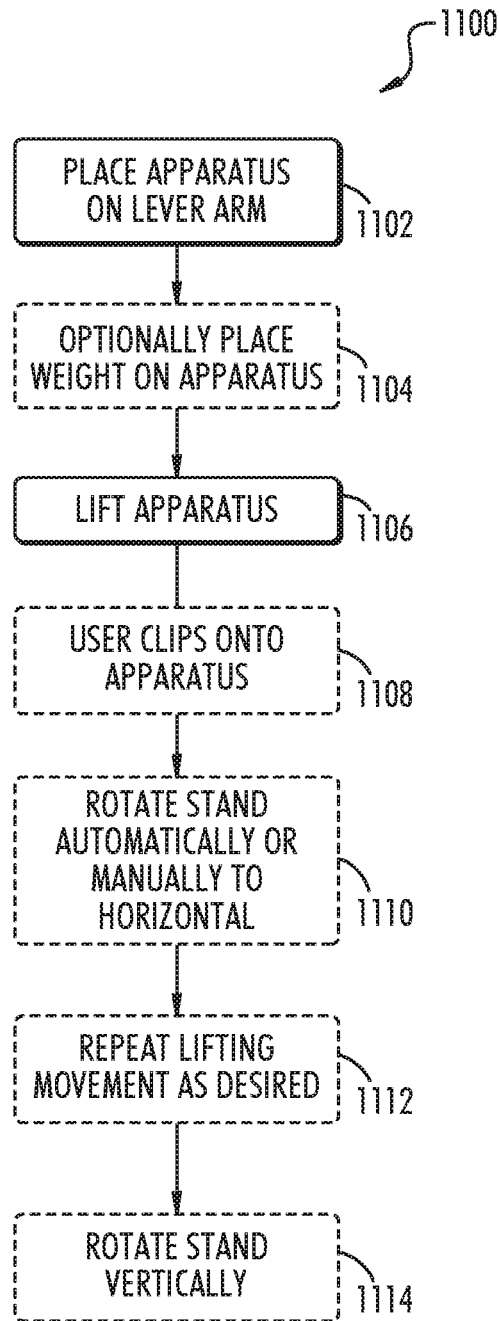 1100
PLACE APPARATUS
ON LEVER ARM
1102
OPTIONALLY PLACE
WEIGHT ON APPARATUS
1104
LIFT APPARATUS
1106
USER CLIPS ONTO
APPARATUS
1108
ROTATE STAND
AUTOMATICALLY OR
MANUALLY TO
HORIZONTAL
1110
REPEAT LIFTING
MOVEMENT AS DESIRED
1112
ROTATE STAND
VERTICALLY
1114